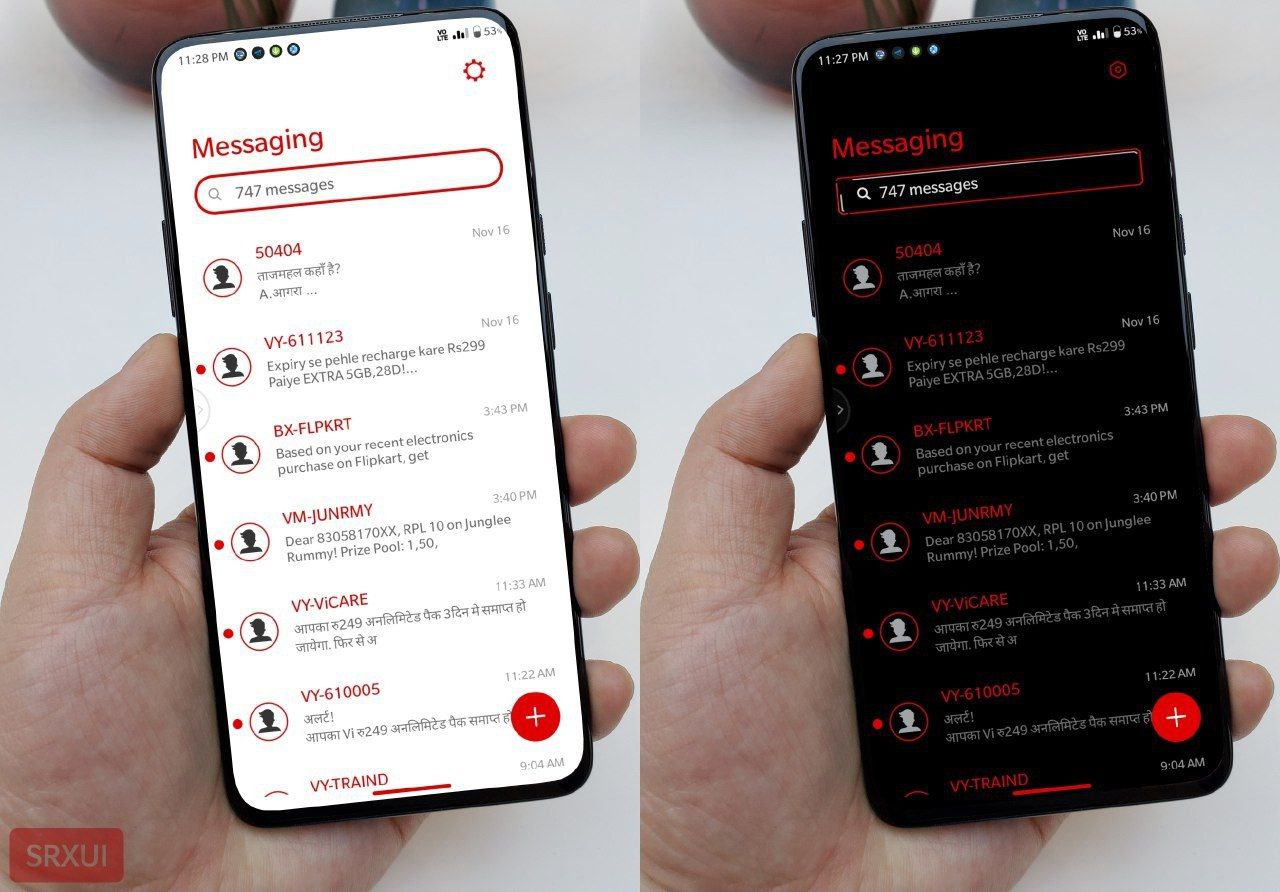 11:28 PM
VO
LTE
53%
Messaging
747 messages
50404
Nov 16
ताजमहल कहाँ है?
A.आगरा ...
VY-611123
Nov 16
Expiry se pehle recharge kare Rs299
Paiye EXTRA 5GB,28D!...
BX-FLPKRT
3:43 PM
Based on your recent electronics
purchase on Flipkart, get
VM-JUNRMY
3:40 PM
Dear 83058170XX, RPL 10 on Junglee
Rummy! Prize Pool: 1,50,
VY-ViCARE
11:33 AM
आपका रु249 अनलिमिटेड पैक 3दिन मे समाप्त हो
जायेगा. फिर से अ
VY-610005
11:22 AM
अलर्ट!
आपका Vi रु249 अनलिमिटेड पैक समाप्त हो
VY-TRAIND
9:04 AM
SRXUI
11:27 PM
VO
LTE
53%
Messaging
747 messages
50404
Nov 16
ताजमहल कहाँ है?
A.आगरा ...
VY-611123
Nov 16
Expiry se pehle recharge kare Rs299
Paiye EXTRA 5GB,28D!...
BX-FLPKRT
3:43 PM
Based on your recent electronics
purchase on Flipkart, get
VM-JUNRMY
3:40 PM
Dear 83058170XX, RPL 10 on Junglee
Rummy! Prize Pool: 1,50,
VY-ViCARE
11:33 AM
आपका रु249 अनलिमिटेड पैक 3दिन मे समाप्त हो
जायेगा. फिर से अ
VY-610005
11:22 AM
अलर्ट!
आपका Vi रु249 अनलिमिटेड पैक समाप्त हो
VY-TRAIND
9:04 AM